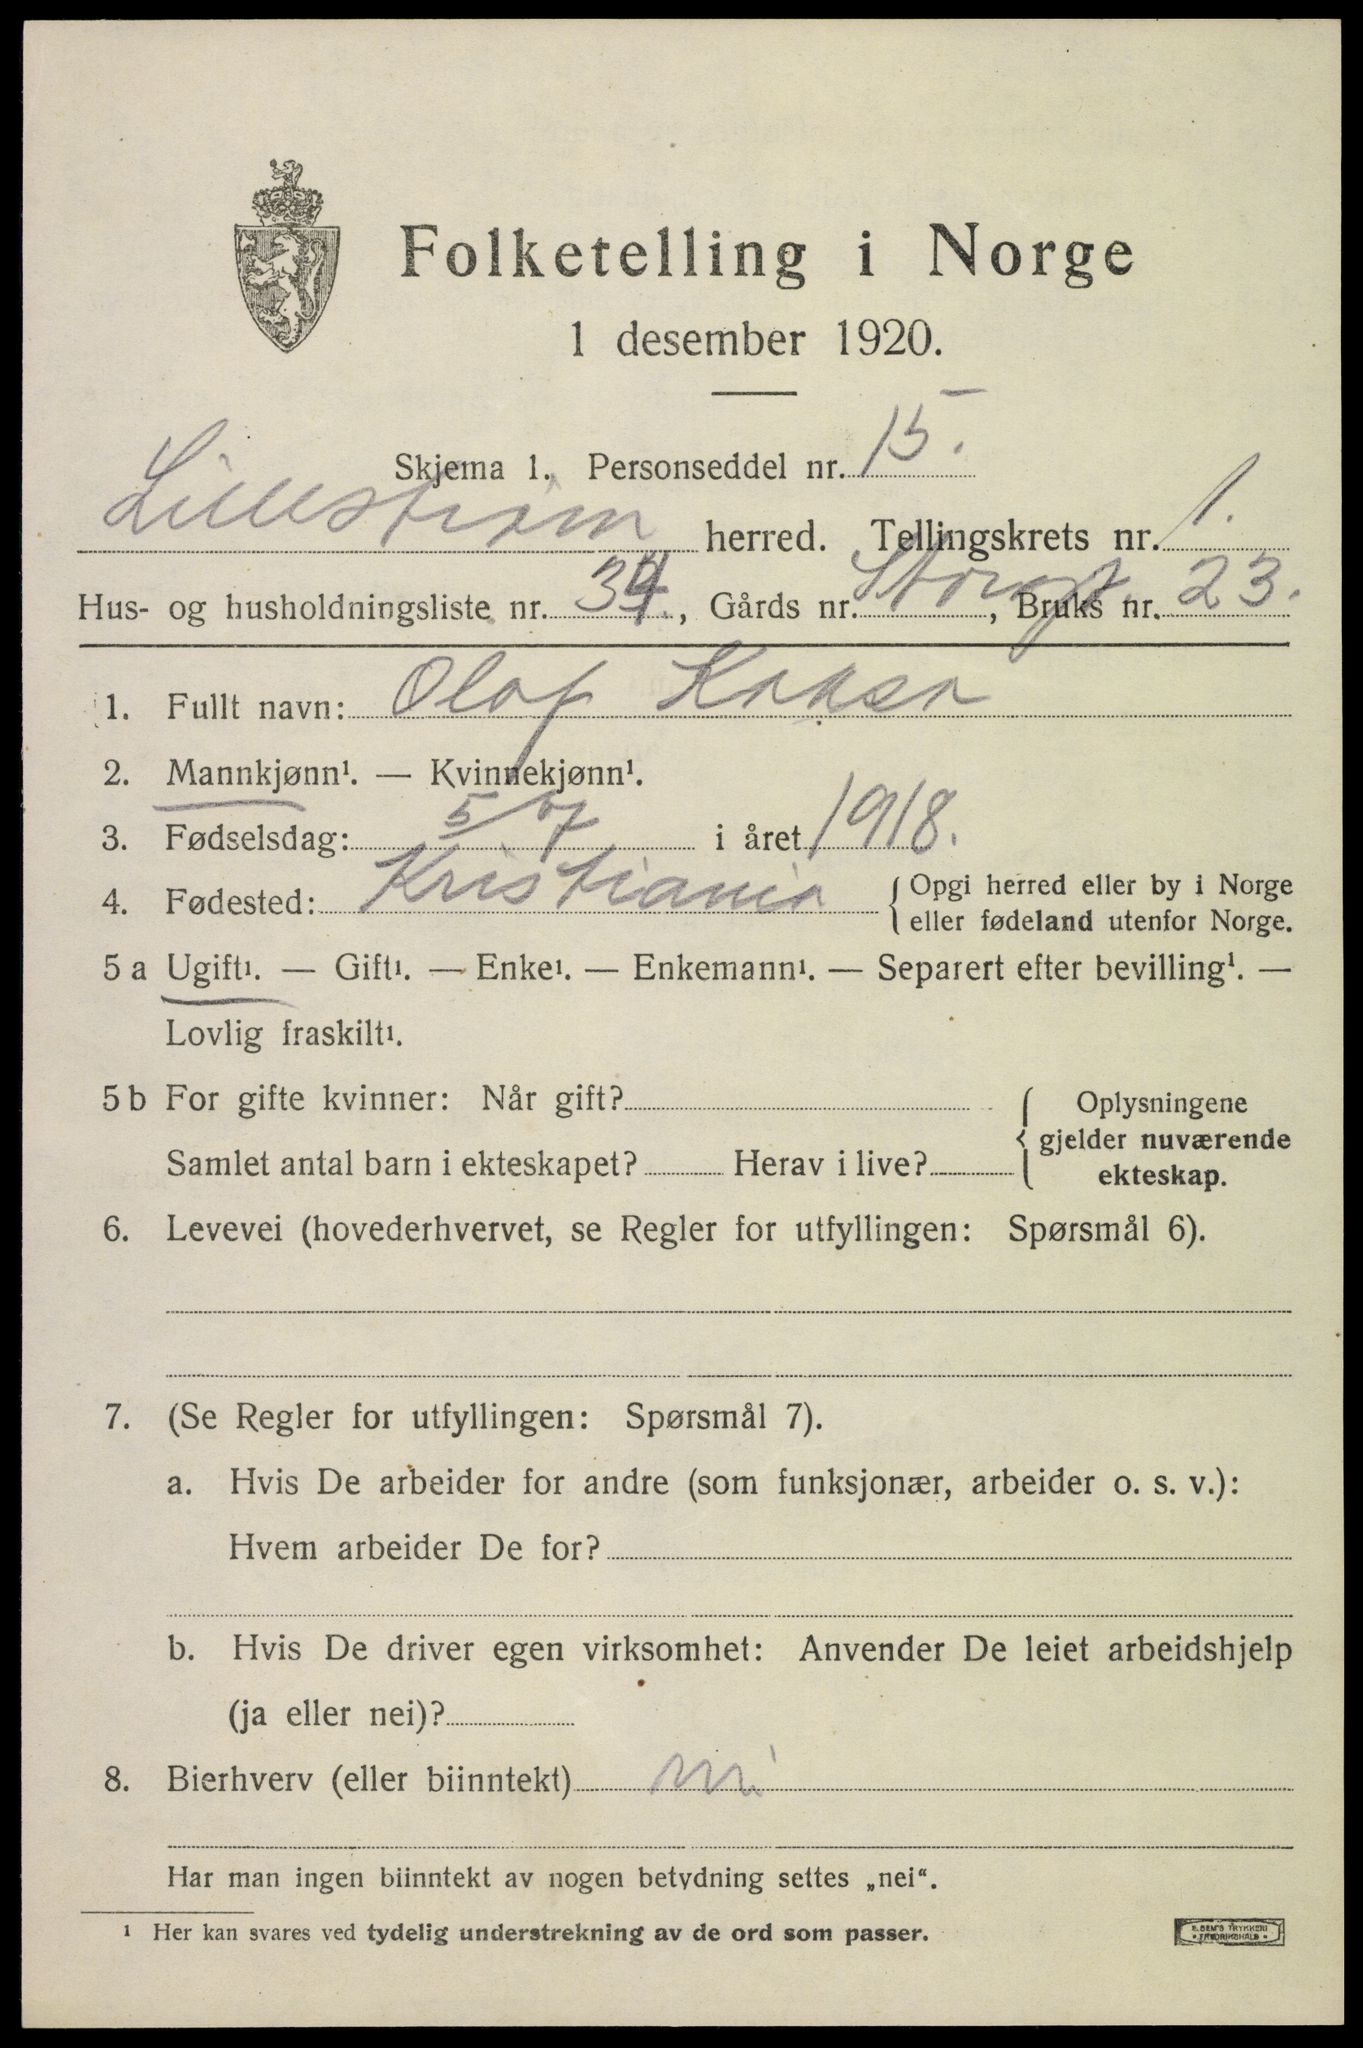 Folketelling i Norge
1 desember 1920.
Skjema 1. Personseddel nr. 15.
Lillestrøm herred. Tellingskrets nr. 1.
Hus- og husholdningsliste nr. 34, Gårds nr. Storgt., Bruks nr. 23.
1. Fullt navn: Olaf
2. Mannkjønn¹. — Kvinnekjønn¹.
3. Fødselsdag: 5/7 i året 1918.
4. Fødested: Kristiania { Opgi herred eller by i Norge
eller fødeland utenfor Norge.
5 a Ugift¹. — Gift¹. — Enke¹. — Enkemann¹. — Separert efter bevilling¹. —
Lovlig fraskilt¹.
5 b For gifte kvinner: Når gift?
Samlet antal barn i ekteskapet? Herav i live?
{ Oplysningene
gjelder nuværende
ekteskap.
6. Levevei (hovederhvervet, se Regler for utfyllingen: Spørsmål 6).
7. (Se Regler for utfyllingen: Spørsmål 7).
a. Hvis De arbeider for andre (som funksjonær, arbeider o. s. v.):
Hvem arbeider De for?
b. Hvis De driver egen virksomhet: Anvender De leiet arbeidshjelp
(ja eller nei)?
8. Bierhverv (eller biinntekt) nei
Har man ingen biinntekt av nogen betydning settes „nei“.
¹ Her kan svares ved tydelig understrekning av de ord som passer.
E. SEM'S TRYKKERI
FREDRIKSHALD